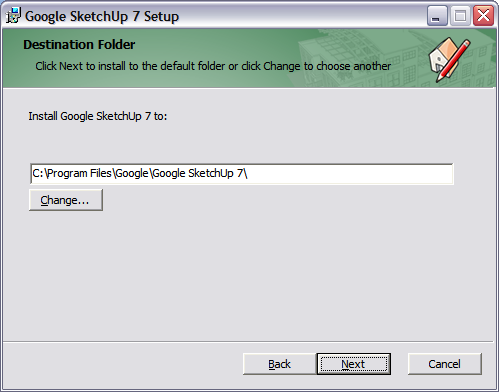 Google SketchUp 7 Setup
Destination Folder
Click Next to install to the default folder or click Change to choose another
Install Google SketchUp 7 to:
C:\Program Files\Google\Google SketchUp 7\
Change...
Back Next Cancel